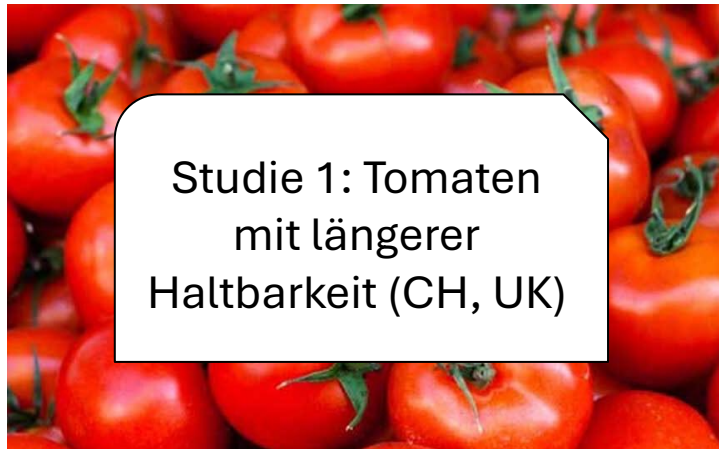 Studie 1: Tomaten
mit längerer
Haltbarkeit (CH, UK)